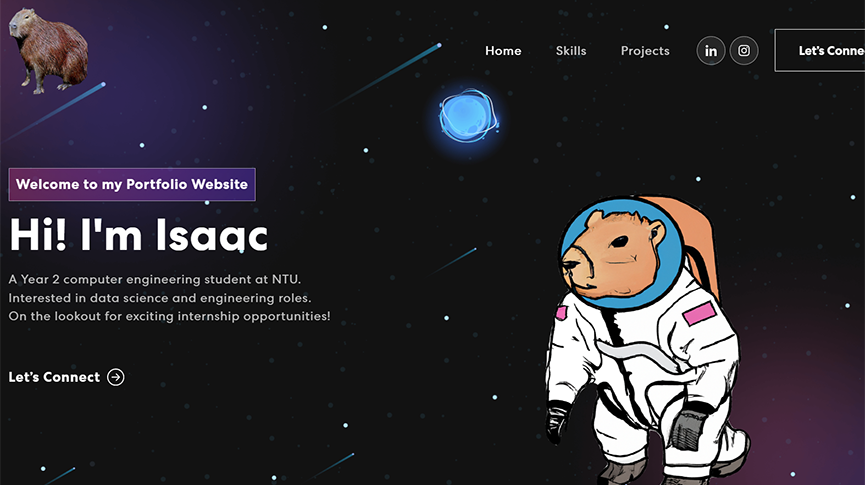 Home
Skills
Projects
in
Let's
Welcome to my Portfolio Website
Hi! I'm Isaac
A Year 2 computer engineering student at NTU.
Interested in data science and engineering roles.
On the lookout for exciting internship opportunities!
Let's Connect